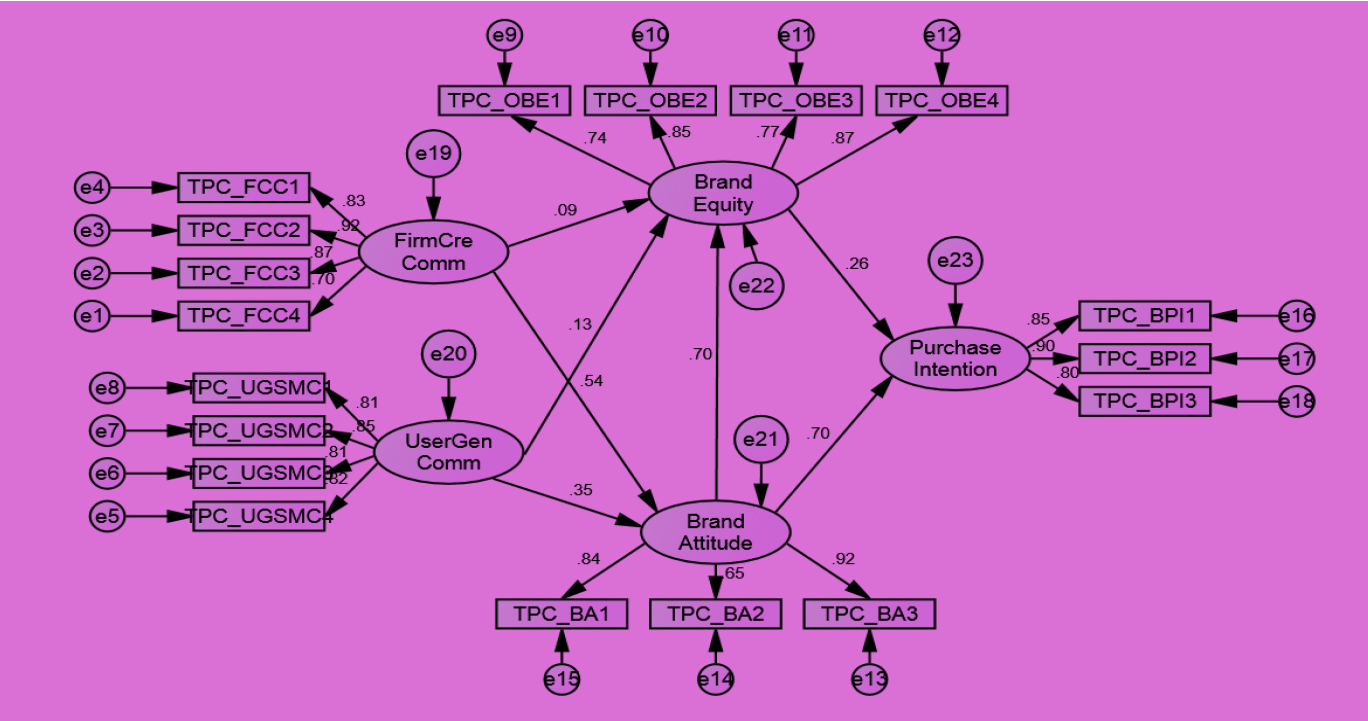 e9
e10
e11
e12
TPC_OBE1
TPC_OBE2
TPC_OBE3
TPC_OBE4
.74
.85
.77
.87
e19
Brand
Equity
e4
TPC_FCC1
.83
e3
TPC_FCC2
.92
e2
TPC_FCC3
.87
e1
TPC_FCC4
.70
FirmCre
Comm
.09
.26
e22
e23
.13
.54
.70
Purchase
Intention
.85
TPC_BPI1
e16
.90
TPC_BPI2
e17
.80
TPC_BPI3
e18
e20
e8
TPC_UGSMC1
.81
e7
TPC_UGSMC2
.85
e6
TPC_UGSMC3
.81
e5
TPC_UGSMC4
.82
UserGen
Comm
.35
e21
.70
Brand
Attitude
.84
.65
.92
TPC_BA1
TPC_BA2
TPC_BA3
e15
e14
e13